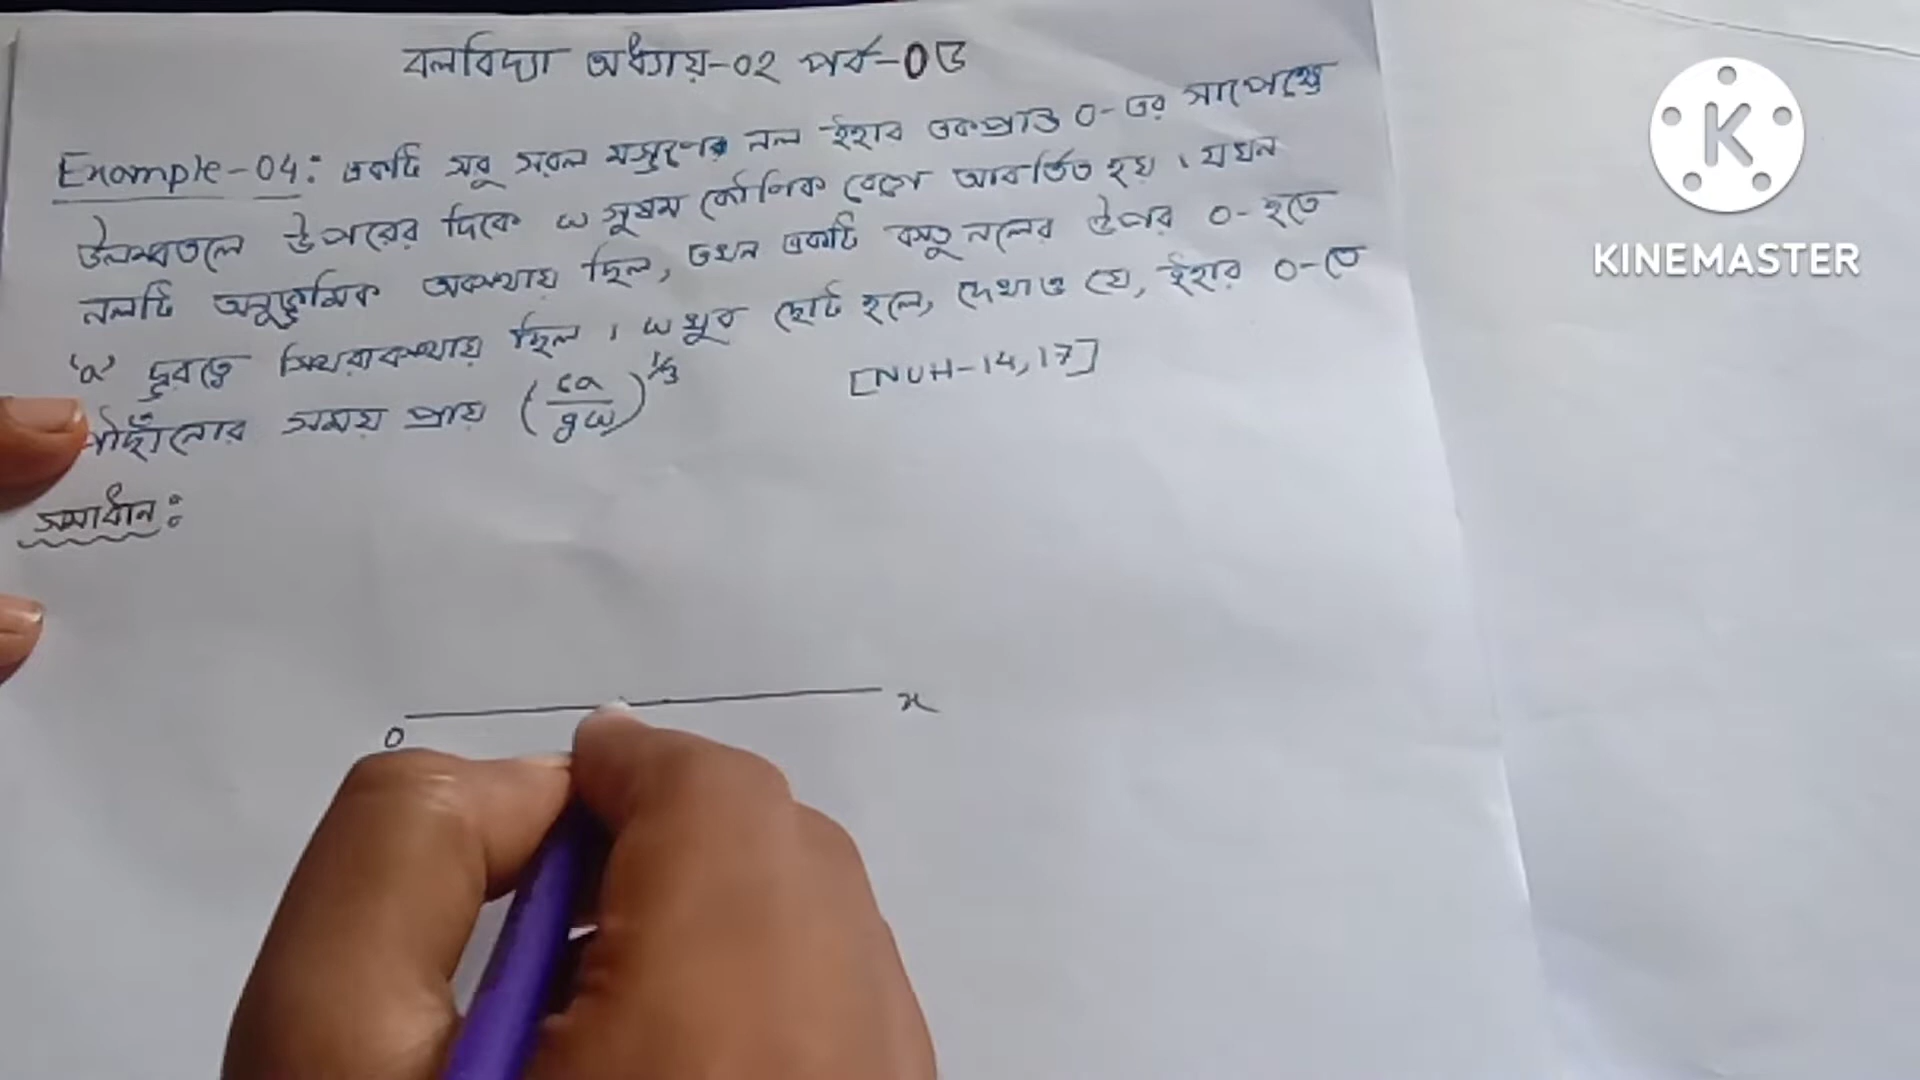 বলবিদ্যা অধ্যায়-০২ পর্ব-০৫
Example-04: একটি সরু সরল মসৃণের নল ইহার একপ্রান্ত O-এর সাপেক্ষে
উলম্বতলে উপরের দিকে ω সুষম কৌণিক বেগে আবর্তিত হয়। যখন
নলটি অনুভূমিক অবস্থায় ছিল, তখন একটি বস্তু নলের উপর O-হতে
'a' দূরত্বে স্থিরাবস্থায় ছিল। ω খুব ছোট হলে, দেখাও যে, ইহার O-তে
পৌছাঁনোর সময় প্রায় (6a/gω)^1/3 [NUH-14,17]
সমাধান:
O x
KINEMASTER